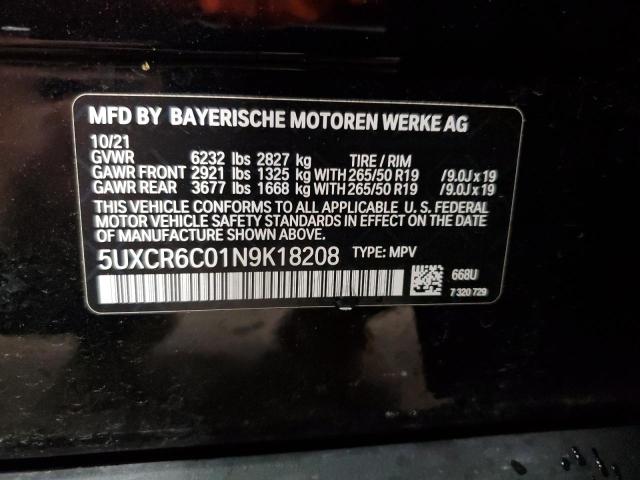 MFD BY BAYERISCHE MOTOREN WERKE AG
10/21
GVWR 6232 lbs 2827 kg TIRE / RIM
GAWR FRONT 2921 lbs 1325 kg WITH 265/50 R19 /9.0J x 19
GAWR REAR 3677 lbs 1668 kg WITH 265/50 R19 /9.0J x 19
THIS VEHICLE CONFORMS TO ALL APPLICABLE U. S. FEDERAL
MOTOR VEHICLE SAFETY STANDARDS IN EFFECT ON THE DATE OF
MANUFACTURE SHOWN ABOVE.
5UXCR6C01N9K18208 TYPE: MPV
668U
7 320 729